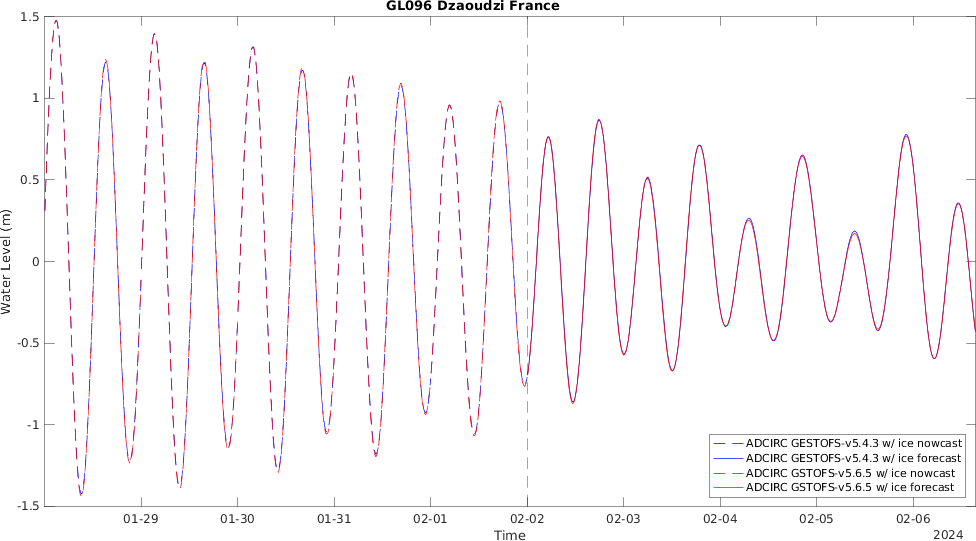 GL096 Dzaoudzi France
1.5
1
0.5
0
-0.5
-1
-1.5
Water Level (m)
01-29 01-30 01-31 02-01 02-02 02-03 02-04 02-05 02-06
Time
2024
ADCIRC GESTOFS-v5.4.3 w/ ice nowcast
ADCIRC GESTOFS-v5.4.3 w/ ice forecast
ADCIRC GSTOFS-v5.6.5 w/ ice nowcast
ADCIRC GSTOFS-v5.6.5 w/ ice forecast